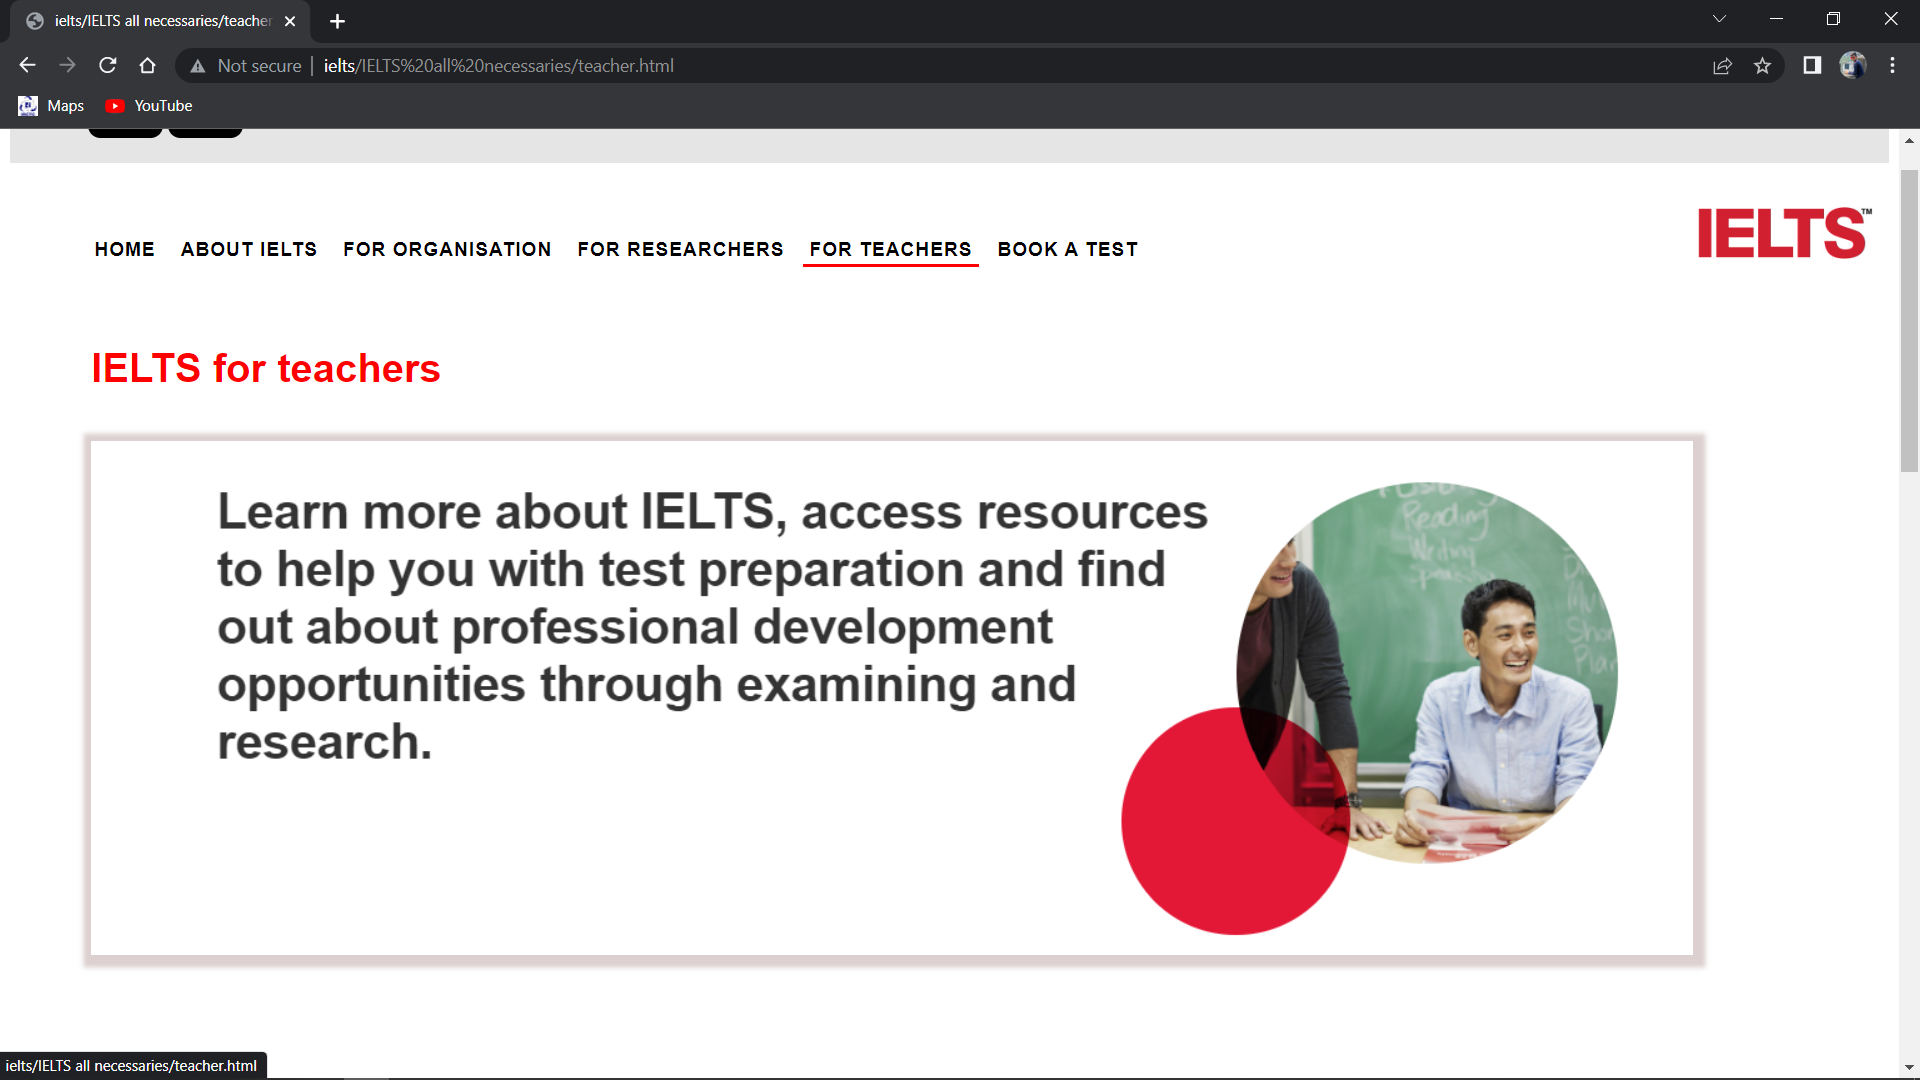 ielts/IELTS all necessaries/teacher
Not secure
ielts/IELTS%20all%20necessaries/teacher.html
Maps
YouTube
IELTS™
HOME
ABOUT IELTS
FOR ORGANISATION
FOR RESEARCHERS
FOR TEACHERS
BOOK A TEST
IELTS for teachers
Learn more about IELTS, access resources
to help you with test preparation and find
out about professional development
opportunities through examining and
research.
Reading
ielts/IELTS all necessaries/teacher.html